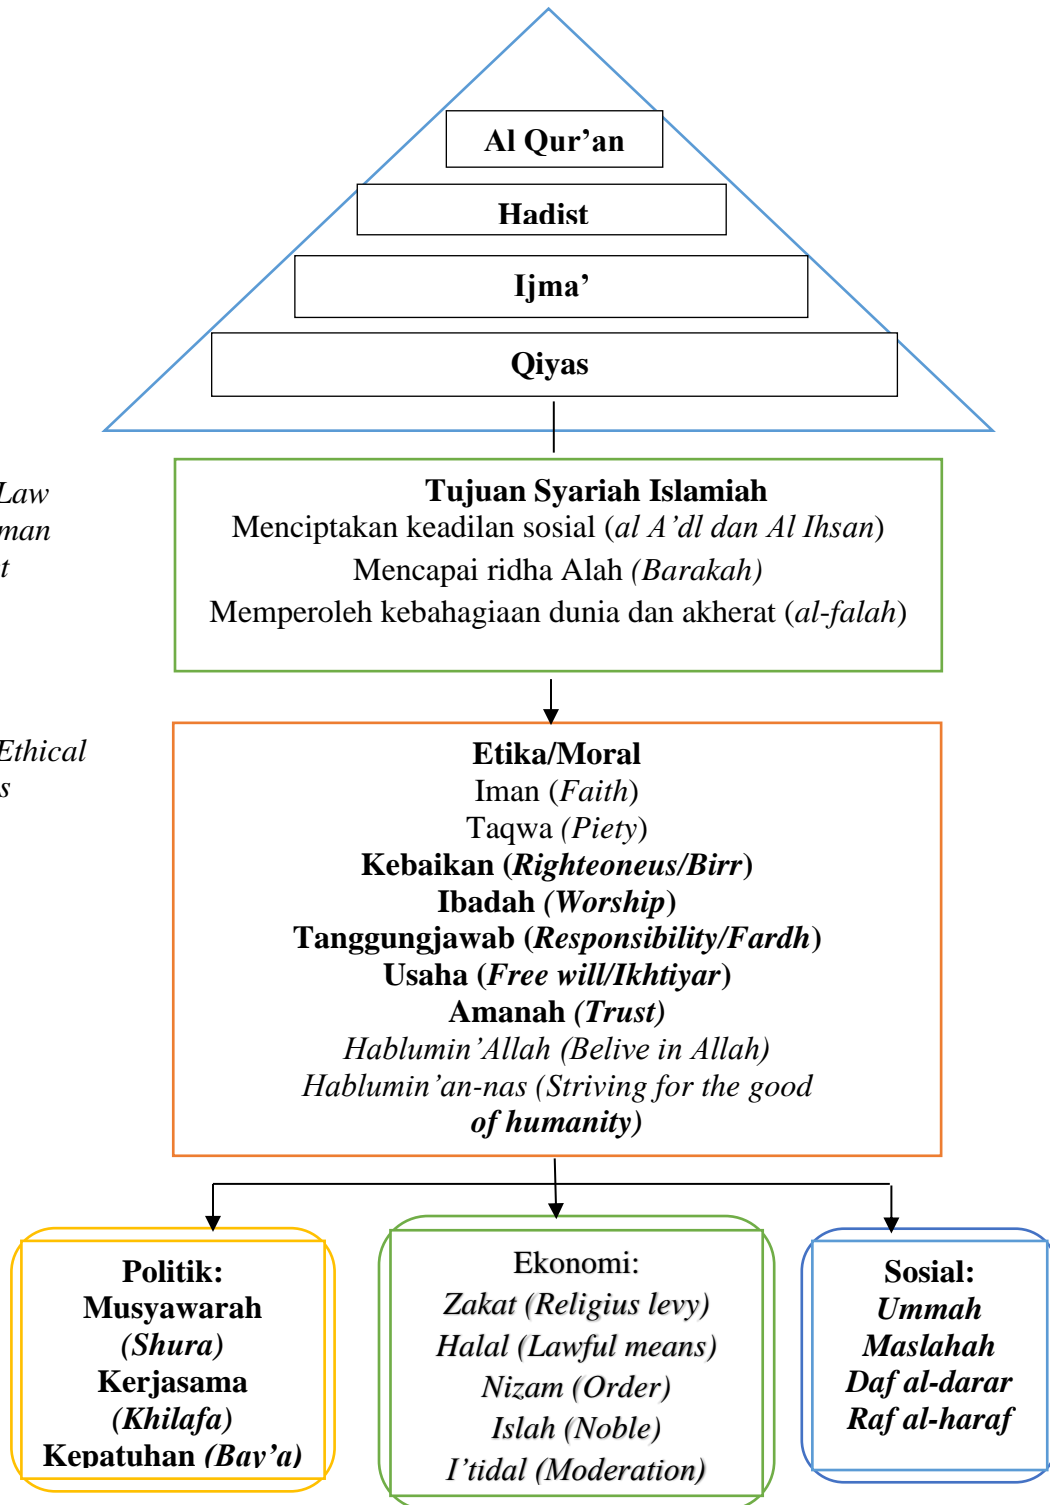 Al Qur’an
Hadist
Ijma’
Qiyas
Law
man
t
Tujuan Syariah Islamiah
Menciptakan keadilan sosial (al A’dl dan Al Ihsan)
Mencapai ridha Alah (Barakah)
Memperoleh kebahagiaan dunia dan akherat (al-falah)
Ethical
s
Etika/Moral
Iman (Faith)
Taqwa (Piety)
Kebaikan (Righteoneus/Birr)
Ibadah (Worship)
Tanggungjawab (Responsibility/Fardh)
Usaha (Free will/Ikhtiyar)
Amanah (Trust)
Hablumin’Allah (Belive in Allah)
Hablumin’an-nas (Striving for the good
of humanity)
Politik:
Musyawarah
(Shura)
Kerjasama
(Khilafa)
Kepatuhan (Bay’a)
Ekonomi:
Zakat (Religius levy)
Halal (Lawful means)
Nizam (Order)
Islah (Noble)
I’tidal (Moderation)
Sosial:
Ummah
Maslahah
Daf al-darar
Raf al-haraf